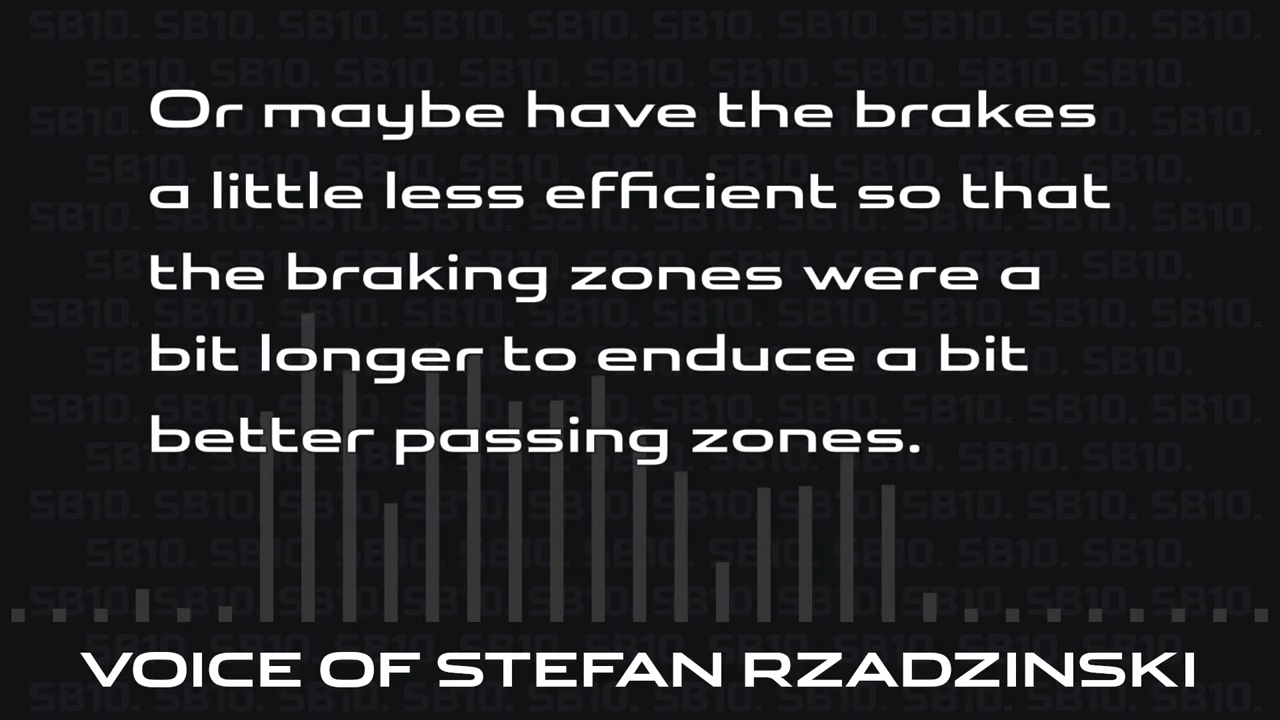 Or maybe have the brakes
a little less efficient so that
the braking zones were a
bit longer to enduce a bit
better passing zones.
VOICE OF STEFAN RZADZINSKI